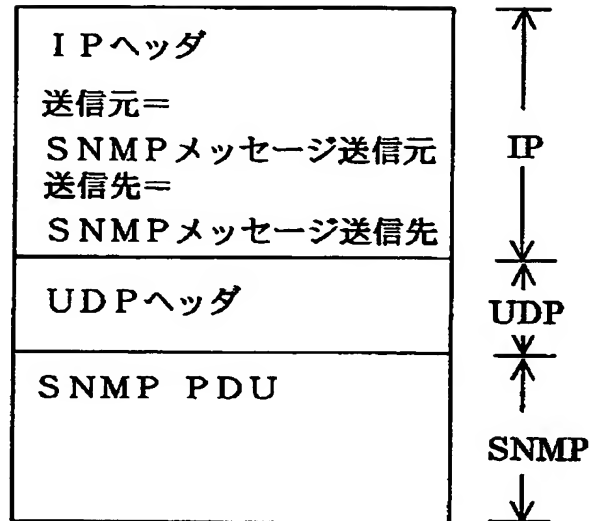 IPヘッダ
送信元=
SNMPメッセージ送信元
送信先=
SNMPメッセージ送信先
IP
UDPヘッダ
UDP
SNMP PDU
SNMP